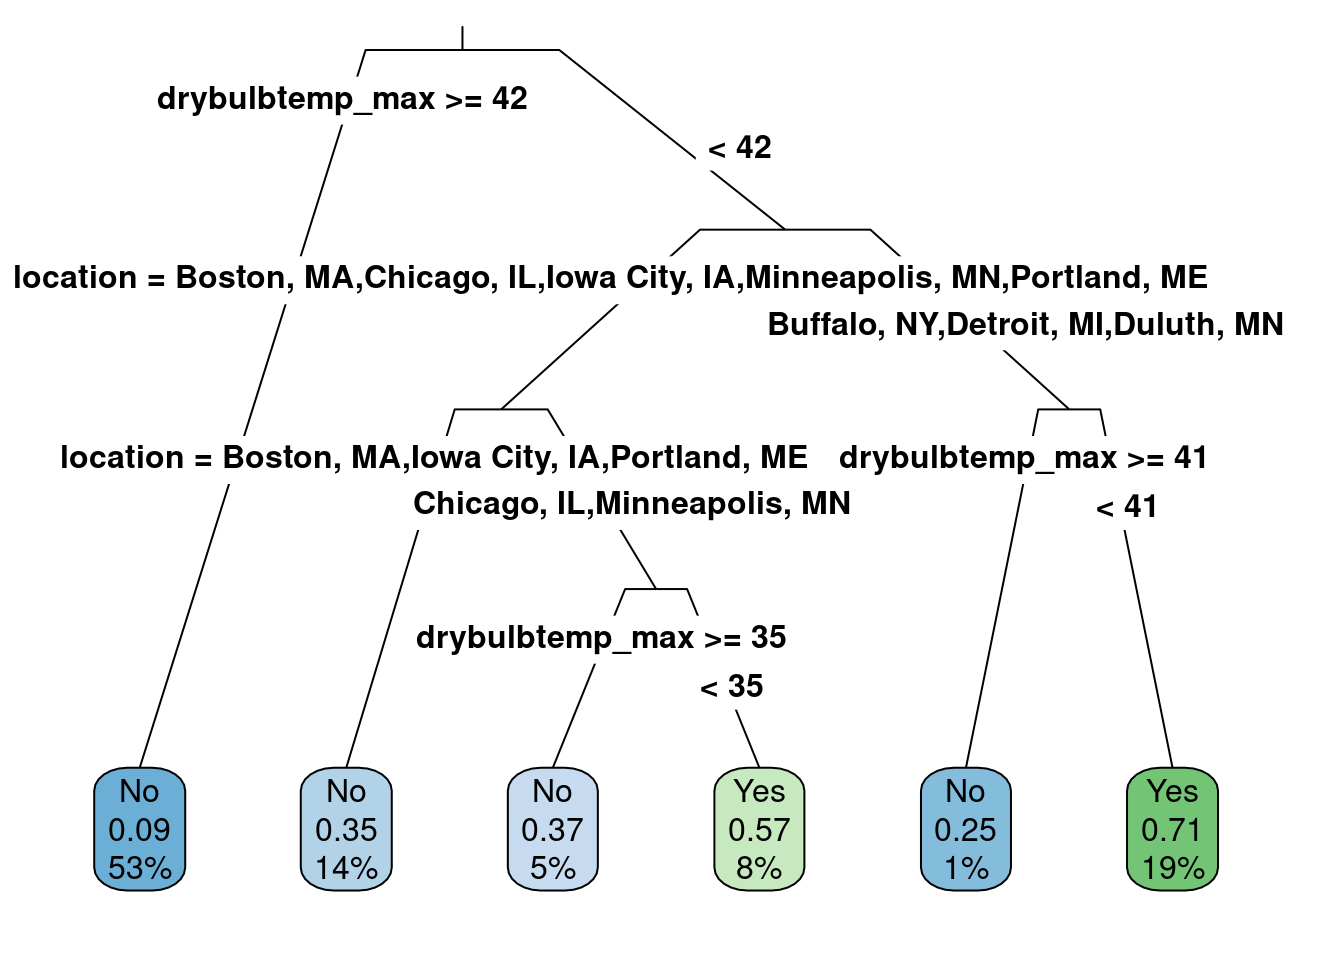 drybulbtemp_max >= 42
< 42
location = Boston, MA,Chicago, IL,Iowa City, IA,Minneapolis, MN,Portland, ME
Buffalo, NY,Detroit, MI,Duluth, MN
location = Boston, MA,Iowa City, IA,Portland, ME
drybulbtemp_max >= 41
Chicago, IL,Minneapolis, MN
< 41
drybulbtemp_max >= 35
< 35
No
0.09
53%
No
0.35
14%
No
0.37
5%
Yes
0.57
8%
No
0.25
1%
Yes
0.71
19%